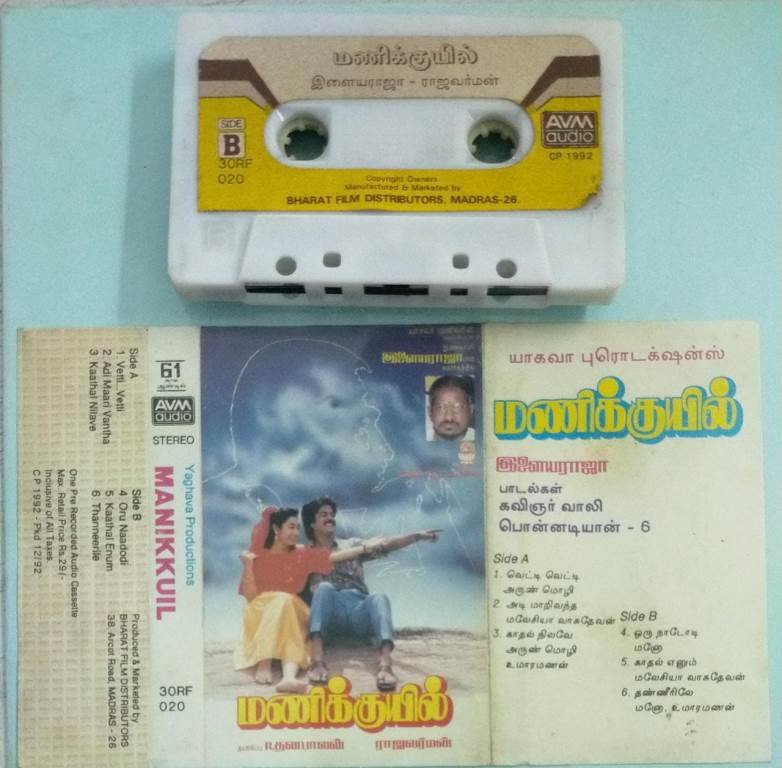 மணிக்குயில்
இளையராஜா - ராஜவர்மன்
SIDE
B
30RF
020
AVM
audio
CP 1992
Copyright Owners
Manufactured & Marketed by
BHARAT FILM DISTRIBUTORS, MADRAS-26.
Side A
1. Vetti...Vetti
2. Adi Maari Vantha
3. Kaathal Nilave
Side B
4. Oru Naadodi
5. Kaathal Enum
6. Thanneerile
One Pre Recorded Audio Cassette
Max. Retail Price Rs.29/-
Inclusive of All Taxes
CP 1992 - Pkd 12/92
Produced & Marketed by
BHARAT FILM DISTRIBUTORS
38, Arcot Road, MADRAS - 26
61
AVM
audio
STEREO
Yaghava Productions
MANIKKUIL
30RF
020
இளையராஜா
மணிக்குயில்
ராஜவர்மன்
யாகவா புரொடக்ஷன்ஸ்
மணிக்குயில்
இளையராஜா
பாடல்கள்
கவிஞர் வாலி
பொன்னடியான் - 6
Side A
1. வெட்டி வெட்டி
அருண் மொழி
2. அடி மாறிவந்த
மலேசியா வாசுதேவன்
3. காதல் நிலவே
அருண் மொழி
உமாரமணன்
Side B
4. ஒரு நாடோடி
மனோ
5. காதல் எனும்
மலேசியா வாசுதேவன்
6. தண்ணீரிலே
மனோ, உமாரமணன்